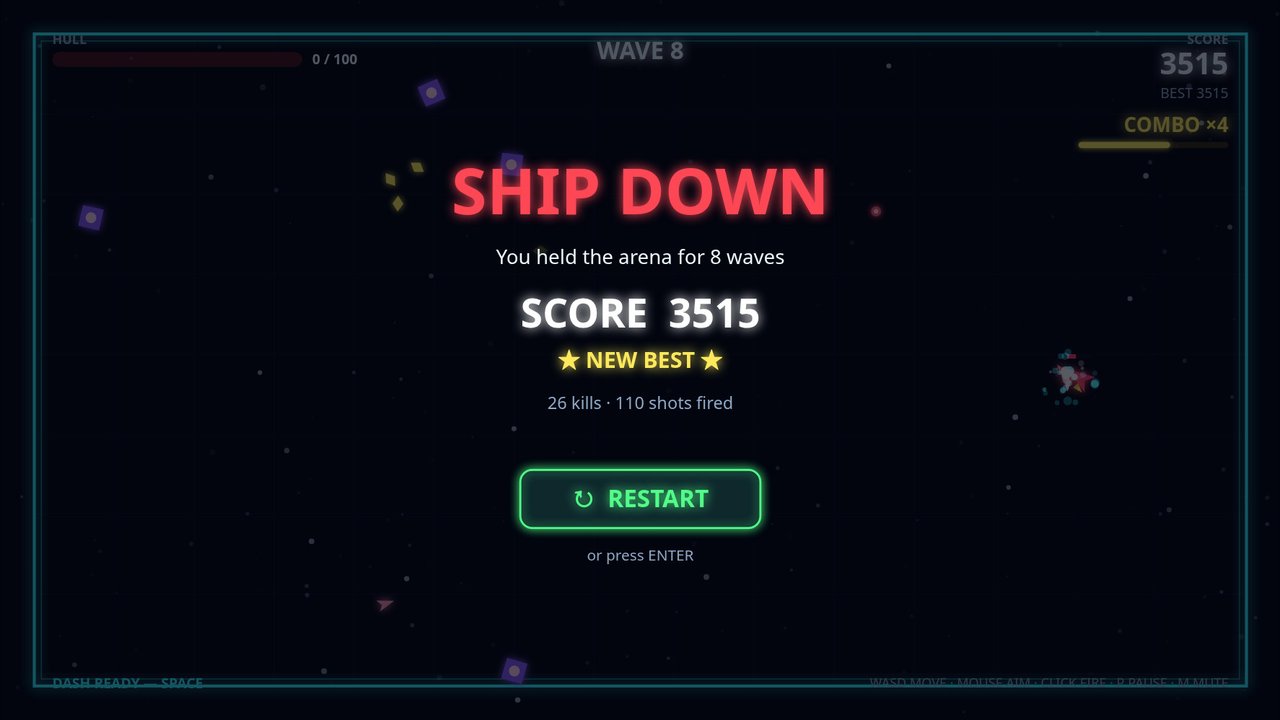 HULL
0 / 100
WAVE 8
SCORE
3515
BEST 3515
COMBO ×4
SHIP DOWN
You held the arena for 8 waves
SCORE 3515
★ NEW BEST ★
26 kills · 110 shots fired
↻ RESTART
or press ENTER
DASH READY — SPACE
WASD MOVE · MOUSE AIM · CLICK FIRE · P PAUSE · M MUTE